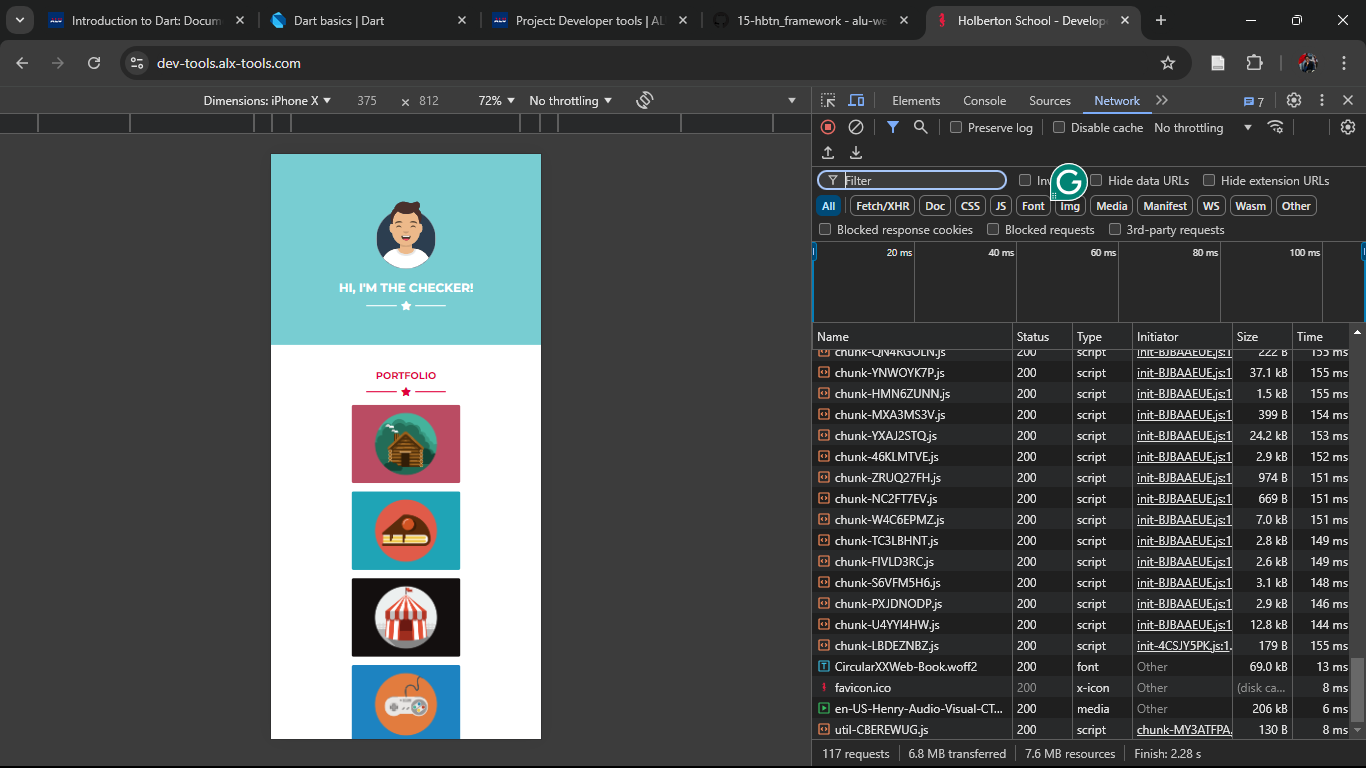 Introduction to Dart: Docum
Dart basics | Dart
Project: Developer tools | AL
15-hbtn_framework - alu-we
Holberton School - Develop
dev-tools.alx-tools.com
Dimensions: iPhone X 375 × 812 72% No throttling
Elements Console Sources Network 7
Preserve log Disable cache No throttling
Filter Inv Hide data URLs Hide extension URLs
All Fetch/XHR Doc CSS JS Font Img Media Manifest WS Wasm Other
Blocked response cookies Blocked requests 3rd-party requests
20 ms 40 ms 60 ms 80 ms 100 ms
HI, I'M THE CHECKER!
PORTFOLIO
Name Status Type Initiator Size Time
chunk-QN4RGOLN.js 200 script init-BJBAAEUE.js:1 222 B 155 ms
chunk-YNWOYK7P.js 200 script init-BJBAAEUE.js:1 37.1 kB 155 ms
chunk-HMN6ZUNN.js 200 script init-BJBAAEUE.js:1 1.5 kB 155 ms
chunk-MXA3MS3V.js 200 script init-BJBAAEUE.js:1 399 B 154 ms
chunk-YXAJ2STQ.js 200 script init-BJBAAEUE.js:1 24.2 kB 153 ms
chunk-46KLMTVE.js 200 script init-BJBAAEUE.js:1 2.9 kB 152 ms
chunk-ZRUQ27FH.js 200 script init-BJBAAEUE.js:1 974 B 151 ms
chunk-NC2FT7EV.js 200 script init-BJBAAEUE.js:1 669 B 151 ms
chunk-W4C6EPMZ.js 200 script init-BJBAAEUE.js:1 7.0 kB 151 ms
chunk-TC3LBHNT.js 200 script init-BJBAAEUE.js:1 2.8 kB 149 ms
chunk-FIVLD3RC.js 200 script init-BJBAAEUE.js:1 2.6 kB 149 ms
chunk-S6VFM5H6.js 200 script init-BJBAAEUE.js:1 3.1 kB 148 ms
chunk-PXJDNODP.js 200 script init-BJBAAEUE.js:1 2.9 kB 146 ms
chunk-U4YYI4HW.js 200 script init-BJBAAEUE.js:1 12.8 kB 144 ms
chunk-LBDEZNBZ.js 200 script init-4CSJY5PK.js:1. 179 B 155 ms
CircularXXWeb-Book.woff2 200 font Other 69.0 kB 13 ms
favicon.ico 200 x-icon Other (disk ca... 8 ms
en-US-Henry-Audio-Visual-CT... 200 media Other 206 kB 6 ms
util-CBEREWUG.js 200 script chunk-MY3ATFPA. 130 B 8 ms
117 requests 6.8 MB transferred 7.6 MB resources Finish: 2.28 s